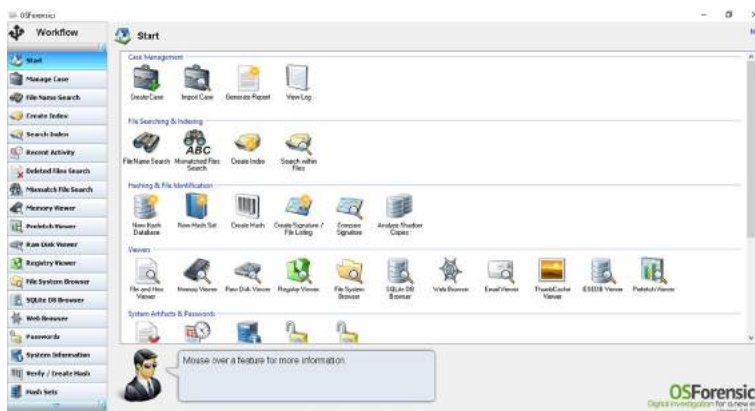 OSForensics
Workflow
Start
Manage Case
File Name Search
Create Index
Search Index
Recent Activity
Deleted Files Search
Mismatch File Search
Memory Viewer
Prefetch Viewer
Raw Disk Viewer
Registry Viewer
File System Browser
SQLite DB Browser
Web Browser
Passwords
System Information
Verify / Create Hash
Hash Sets
Start
Case Management
Create Case Import Case Generate Report View Log
File Searching & Indexing
ABC
File Name Search Mismatched Files Create Index Search within
Search Files
Hashing & File Identification
New Hash New Hash Set Create Hash Create Signature / Compare Analyze Shadow
Database File Listing Signature Copies
Viewers
File and Hex Memory Viewer Raw Disk Viewer Registry Viewer File System SQLite DB Web Browser Email Viewer ThumbCache ESEDB Viewer Prefetch Viewer
Viewer Browser Browser Viewer
System Artifacts & Passwords
Mouse over a feature for more information.
OSForensic
Digital investigation for a new